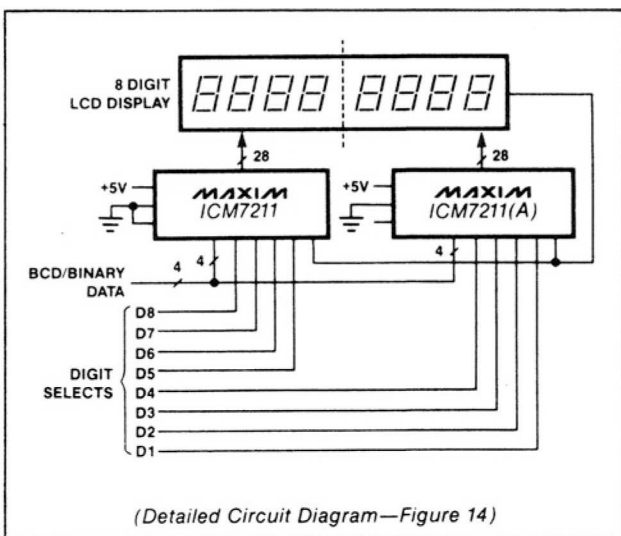 8 DIGIT
LCD DISPLAY
28
28
+5V
MAXIM
ICM7211
+5V
MAXIM
ICM7211(A)
4
4
BCD/BINARY
DATA
4
D8
D7
D6
D5
DIGIT
SELECTS
D4
D3
D2
D1
(Detailed Circuit Diagram—Figure 14)